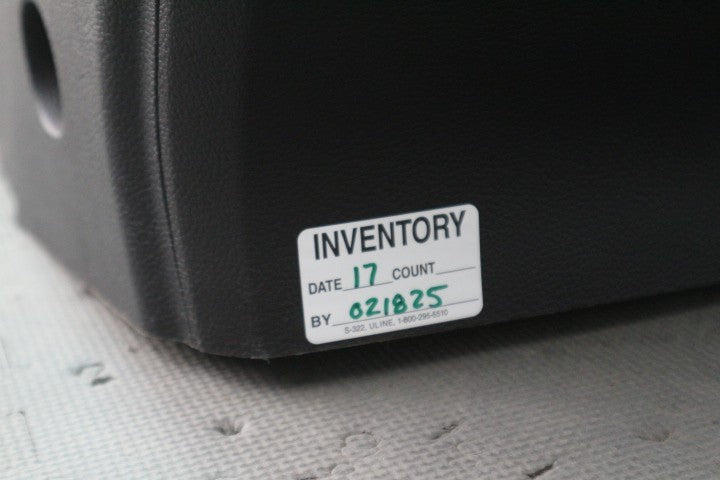 INVENTORY
DATE 17 COUNT
BY 021825
S-322, ULINE, 1-800-295-5510